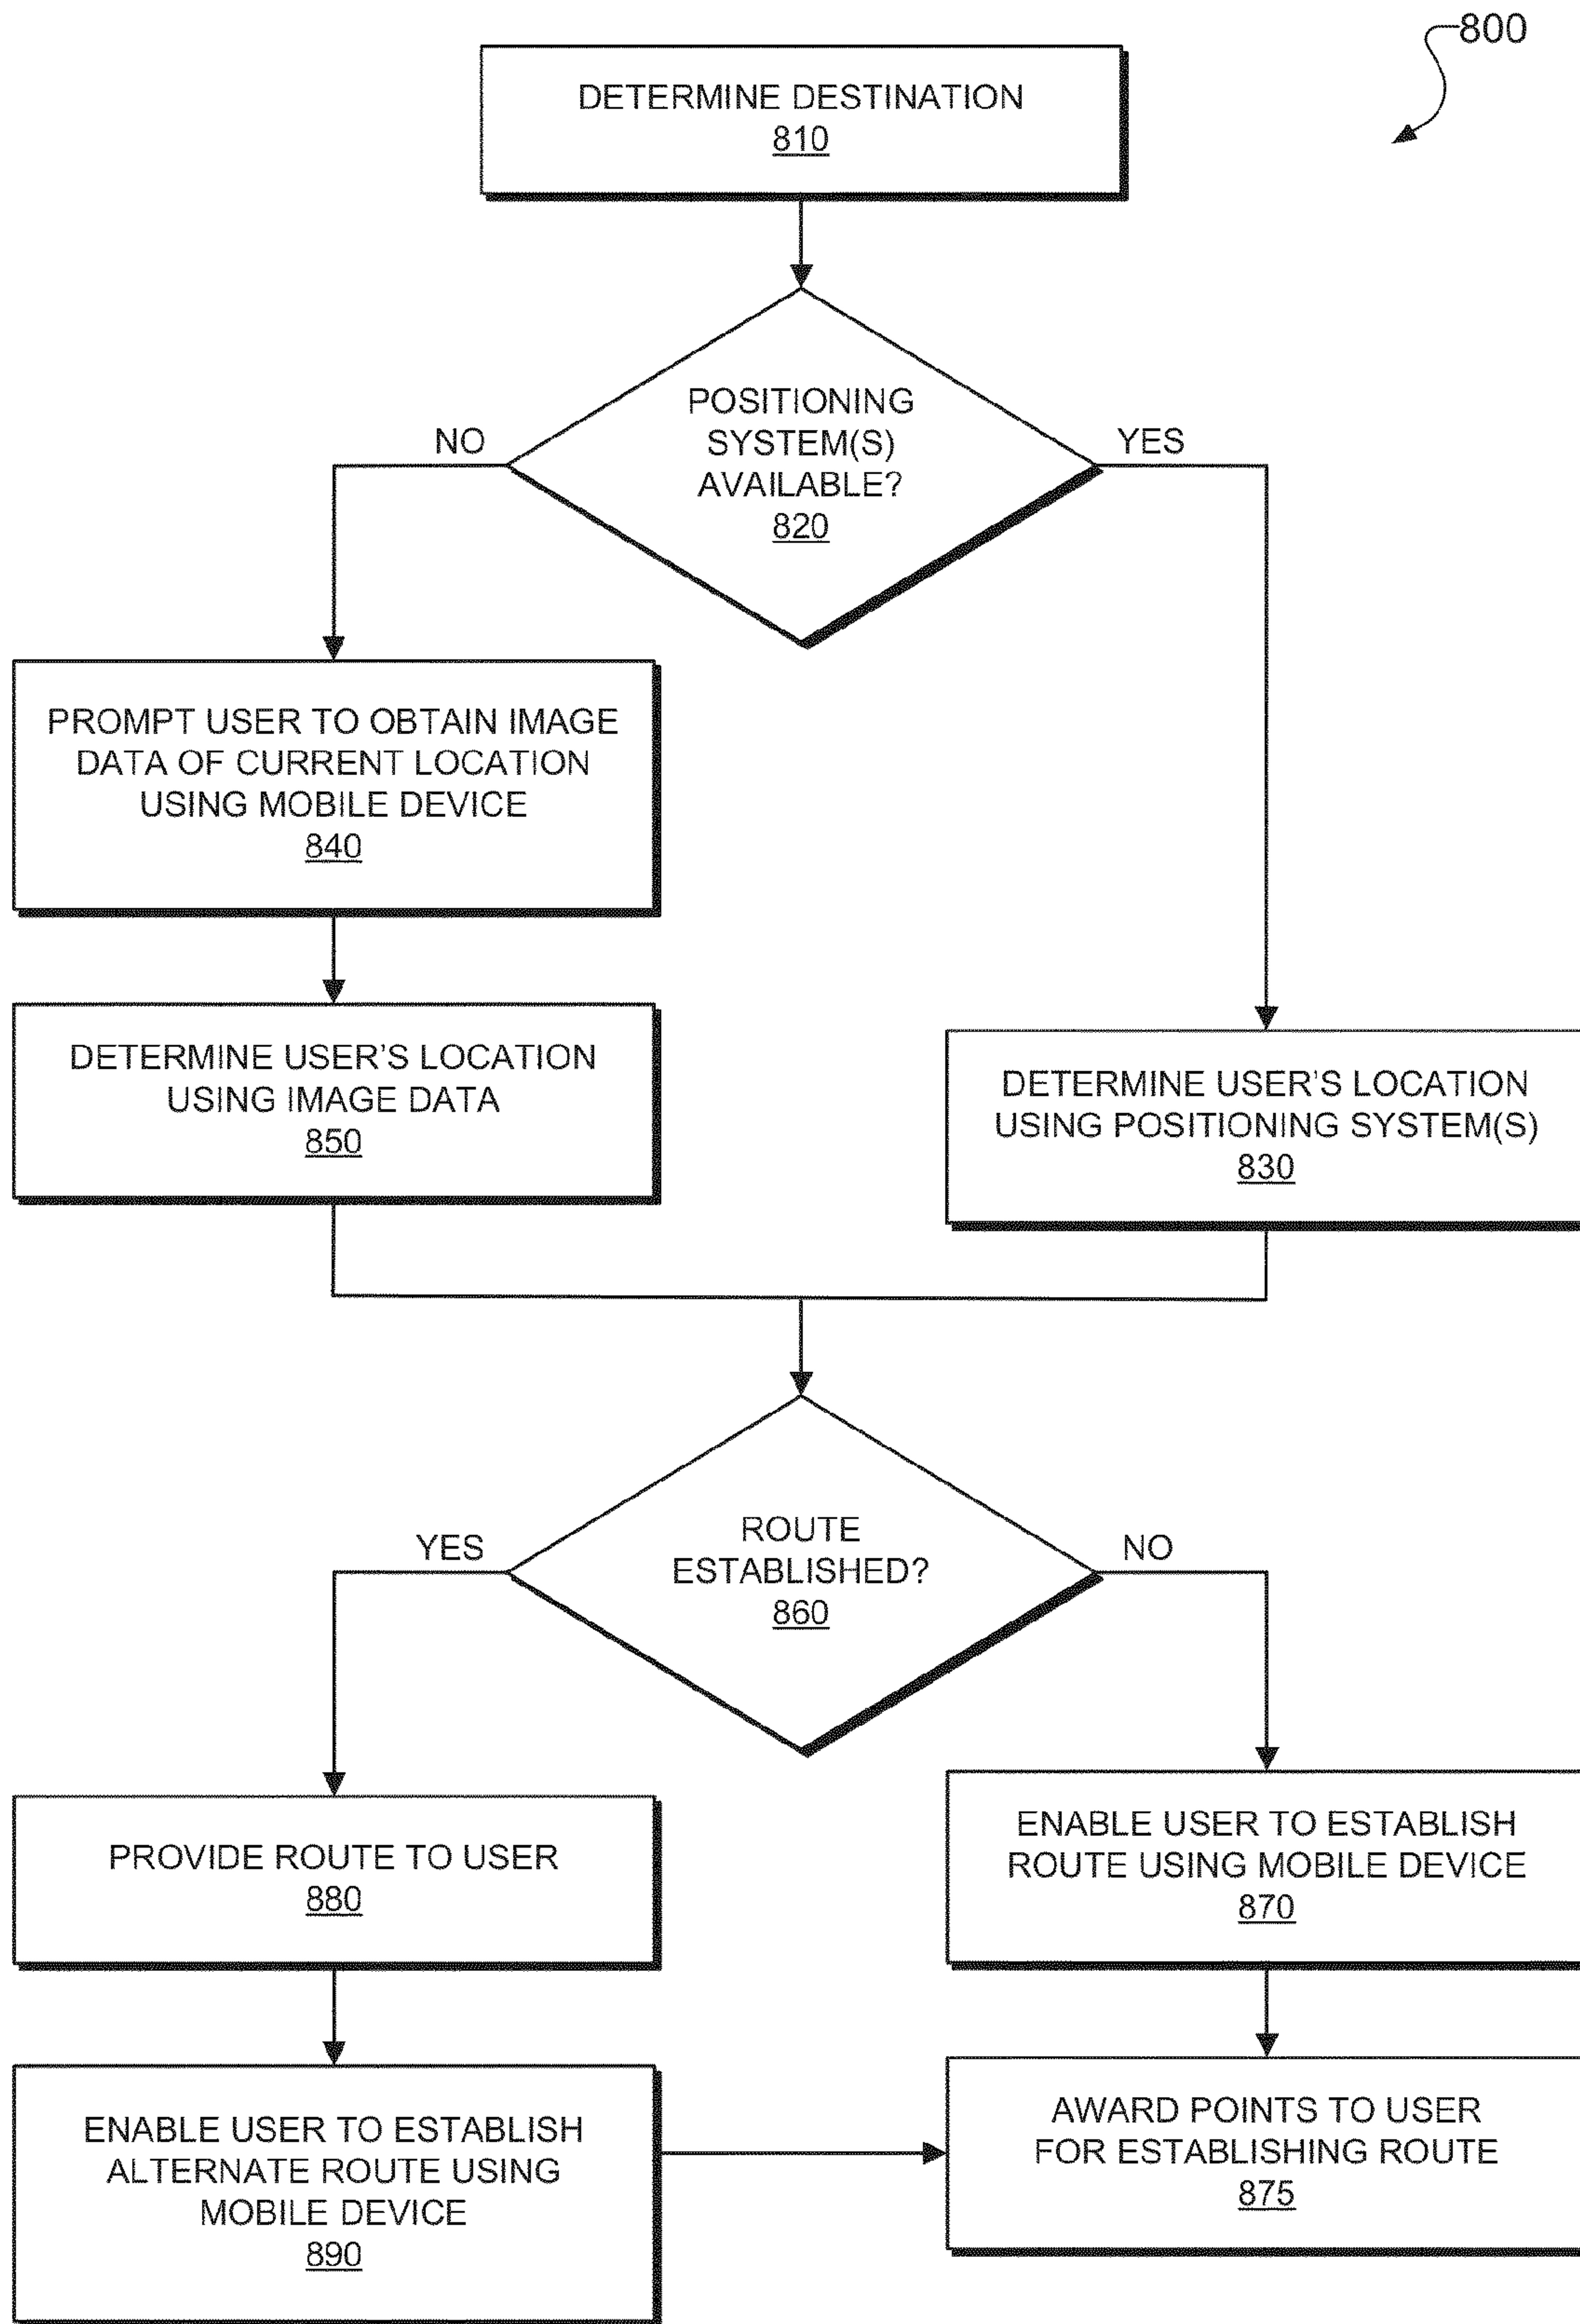 800
DETERMINE DESTINATION
810
POSITIONING
SYSTEM(S)
AVAILABLE?
820
NO
YES
PROMPT USER TO OBTAIN IMAGE
DATA OF CURRENT LOCATION
USING MOBILE DEVICE
840
DETERMINE USER'S LOCATION
USING IMAGE DATA
850
DETERMINE USER'S LOCATION
USING POSITIONING SYSTEM(S)
830
ROUTE
ESTABLISHED?
860
YES
NO
PROVIDE ROUTE TO USER
880
ENABLE USER TO ESTABLISH
ROUTE USING MOBILE DEVICE
870
ENABLE USER TO ESTABLISH
ALTERNATE ROUTE USING
MOBILE DEVICE
890
AWARD POINTS TO USER
FOR ESTABLISHING ROUTE
875